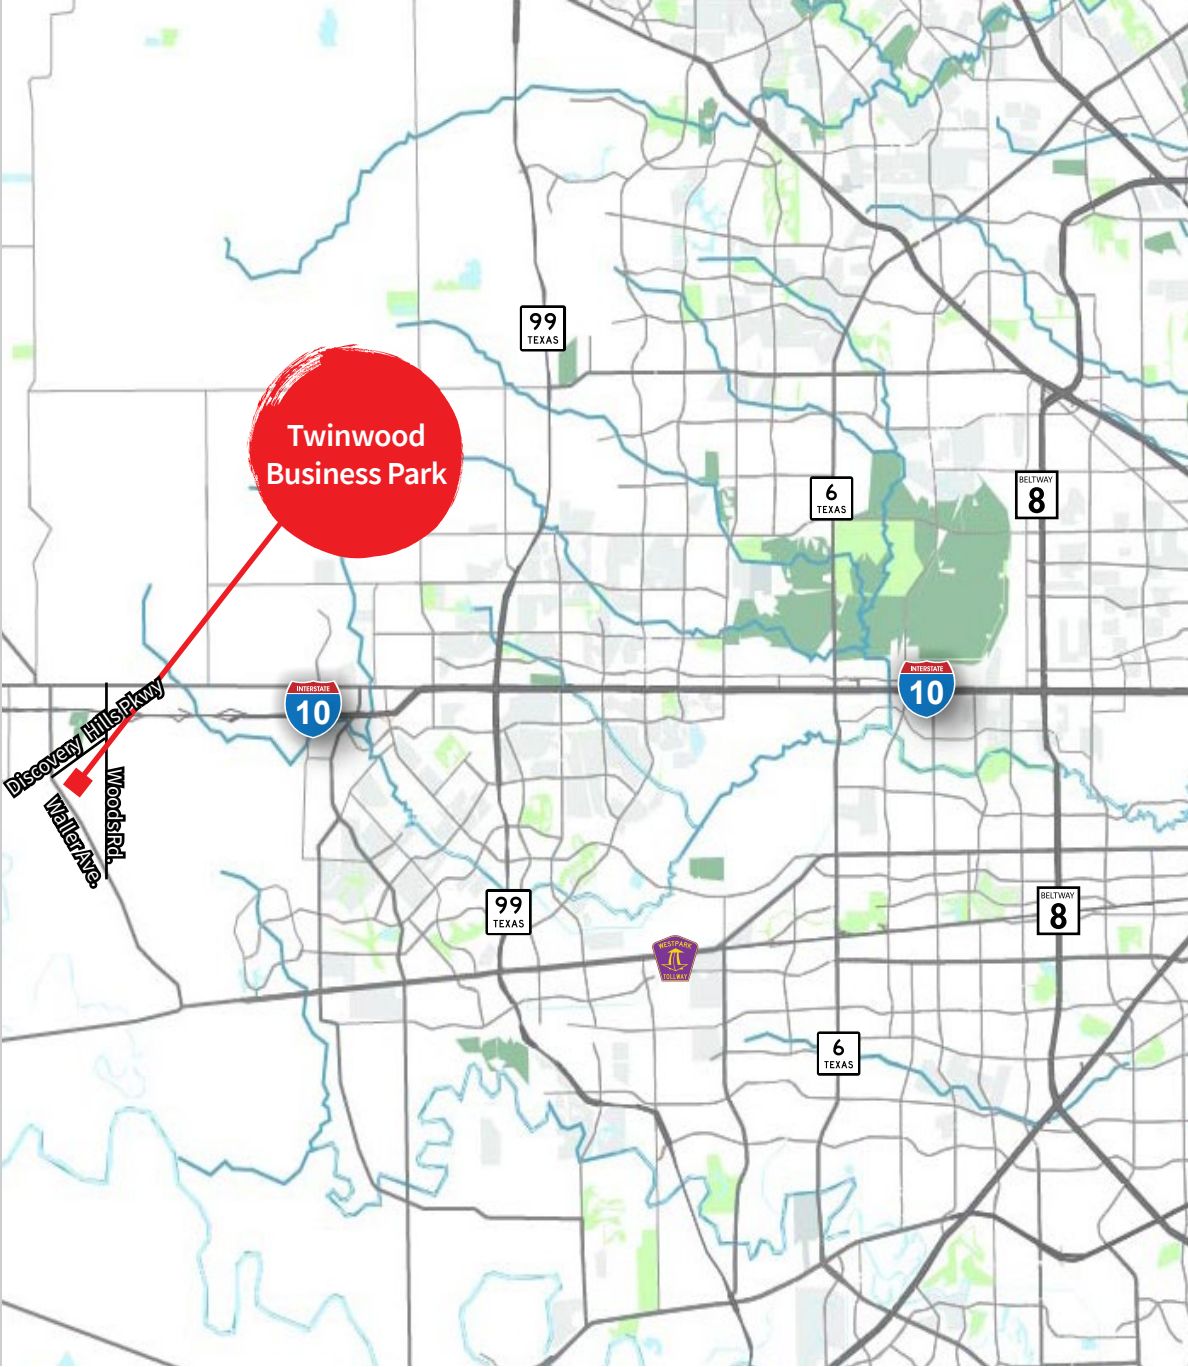 99
TEXAS
Twinwood
Business Park
6
TEXAS
BELTWAY
8
INTERSTATE
10
INTERSTATE
10
Discovery Hills Pkwy
Woods Rd.
Waller Ave.
99
TEXAS
BELTWAY
8
WESTPARK
TOLLWAY
6
TEXAS